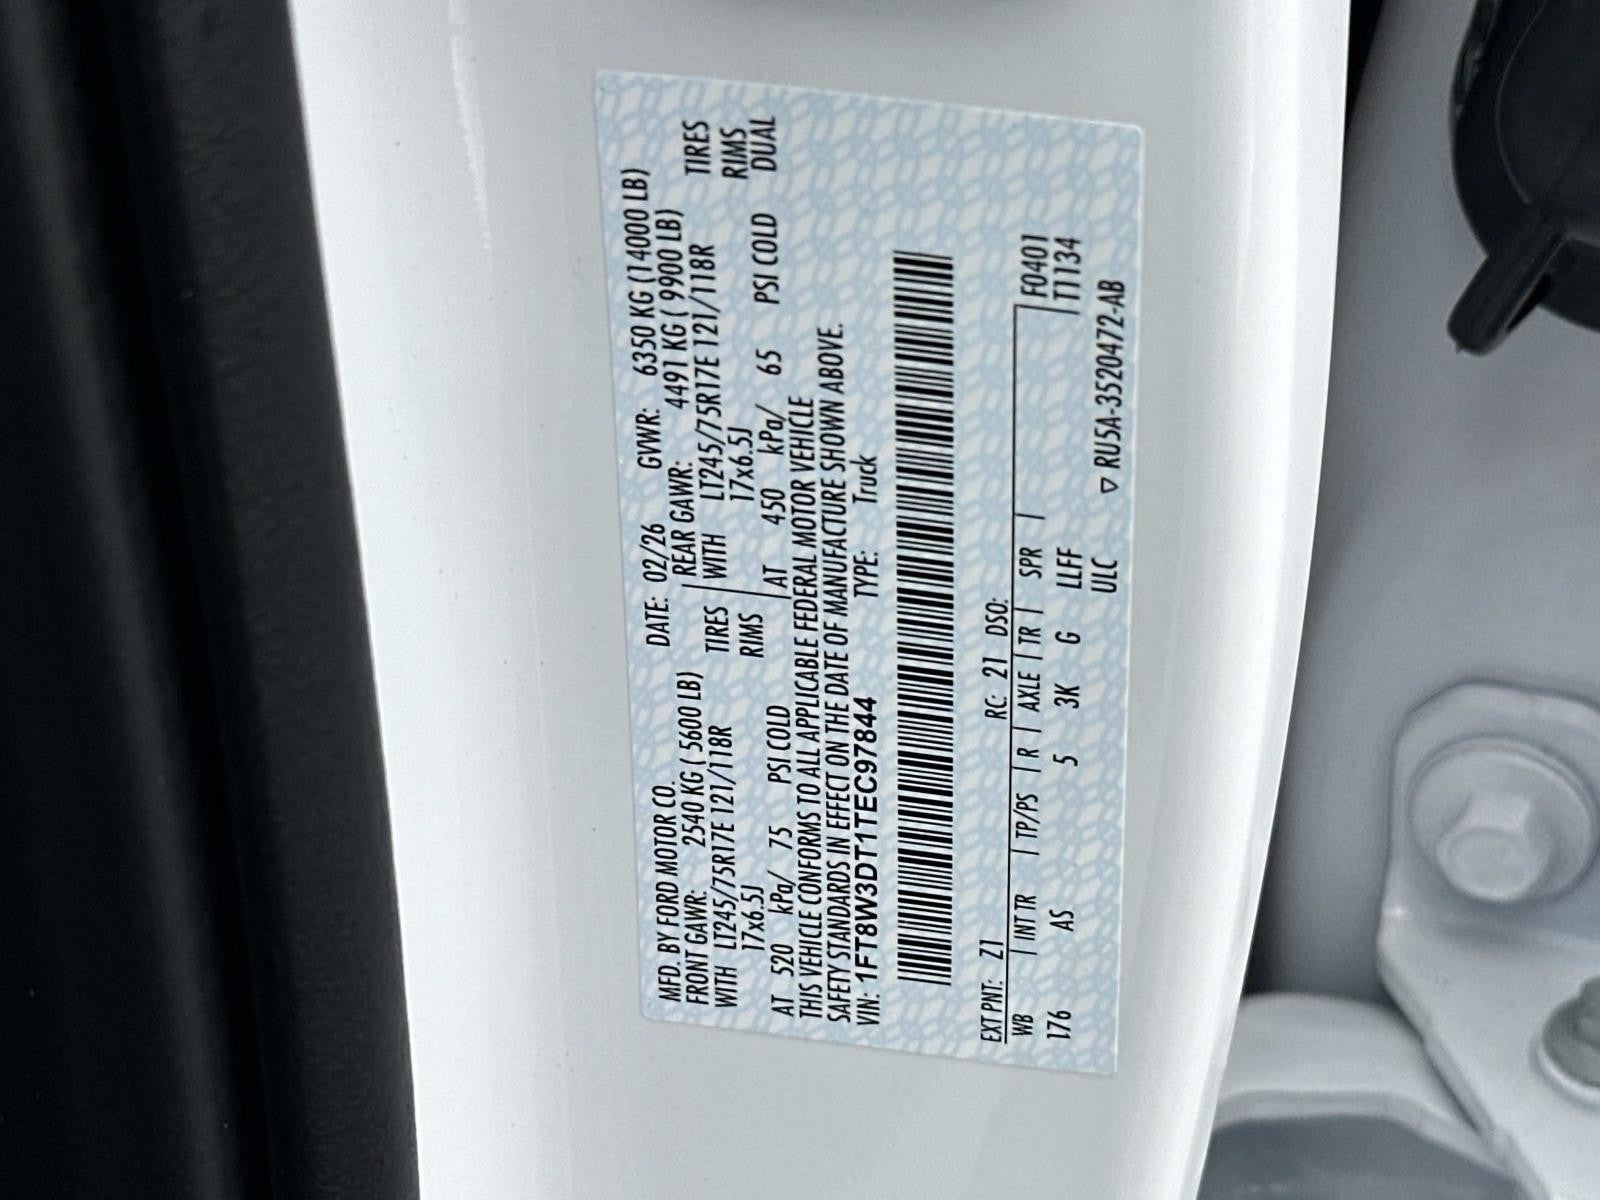 MFD. BY FORD MOTOR CO. DATE: 02/26 GVWR: 6350 KG (14000 LB)
FRONT GAWR: 2540 KG ( 5600 LB) REAR GAWR: 4491 KG ( 9900 LB)
WITH LT245/75R17E 121/118R TIRES WITH LT245/75R17E 121/118R TIRES
17x6.5J RIMS 17x6.5J RIMS
AT 520 kPa/ 75 PSI COLD AT 450 kPa/ 65 PSI COLD DUAL
THIS VEHICLE CONFORMS TO ALL APPLICABLE FEDERAL MOTOR VEHICLE
SAFETY STANDARDS IN EFFECT ON THE DATE OF MANUFACTURE SHOWN ABOVE.
VIN: 1FT8W3DT1TEC97844 TYPE: Truck
EXT PNT: Z1 RC: 21 DSO:
WB | INT TR | TP/PS | R | AXLE | TR | SPR | F0401
176 AS 5 3K G LLFF T1134
ULC ▽ RU5A-3520472-AB